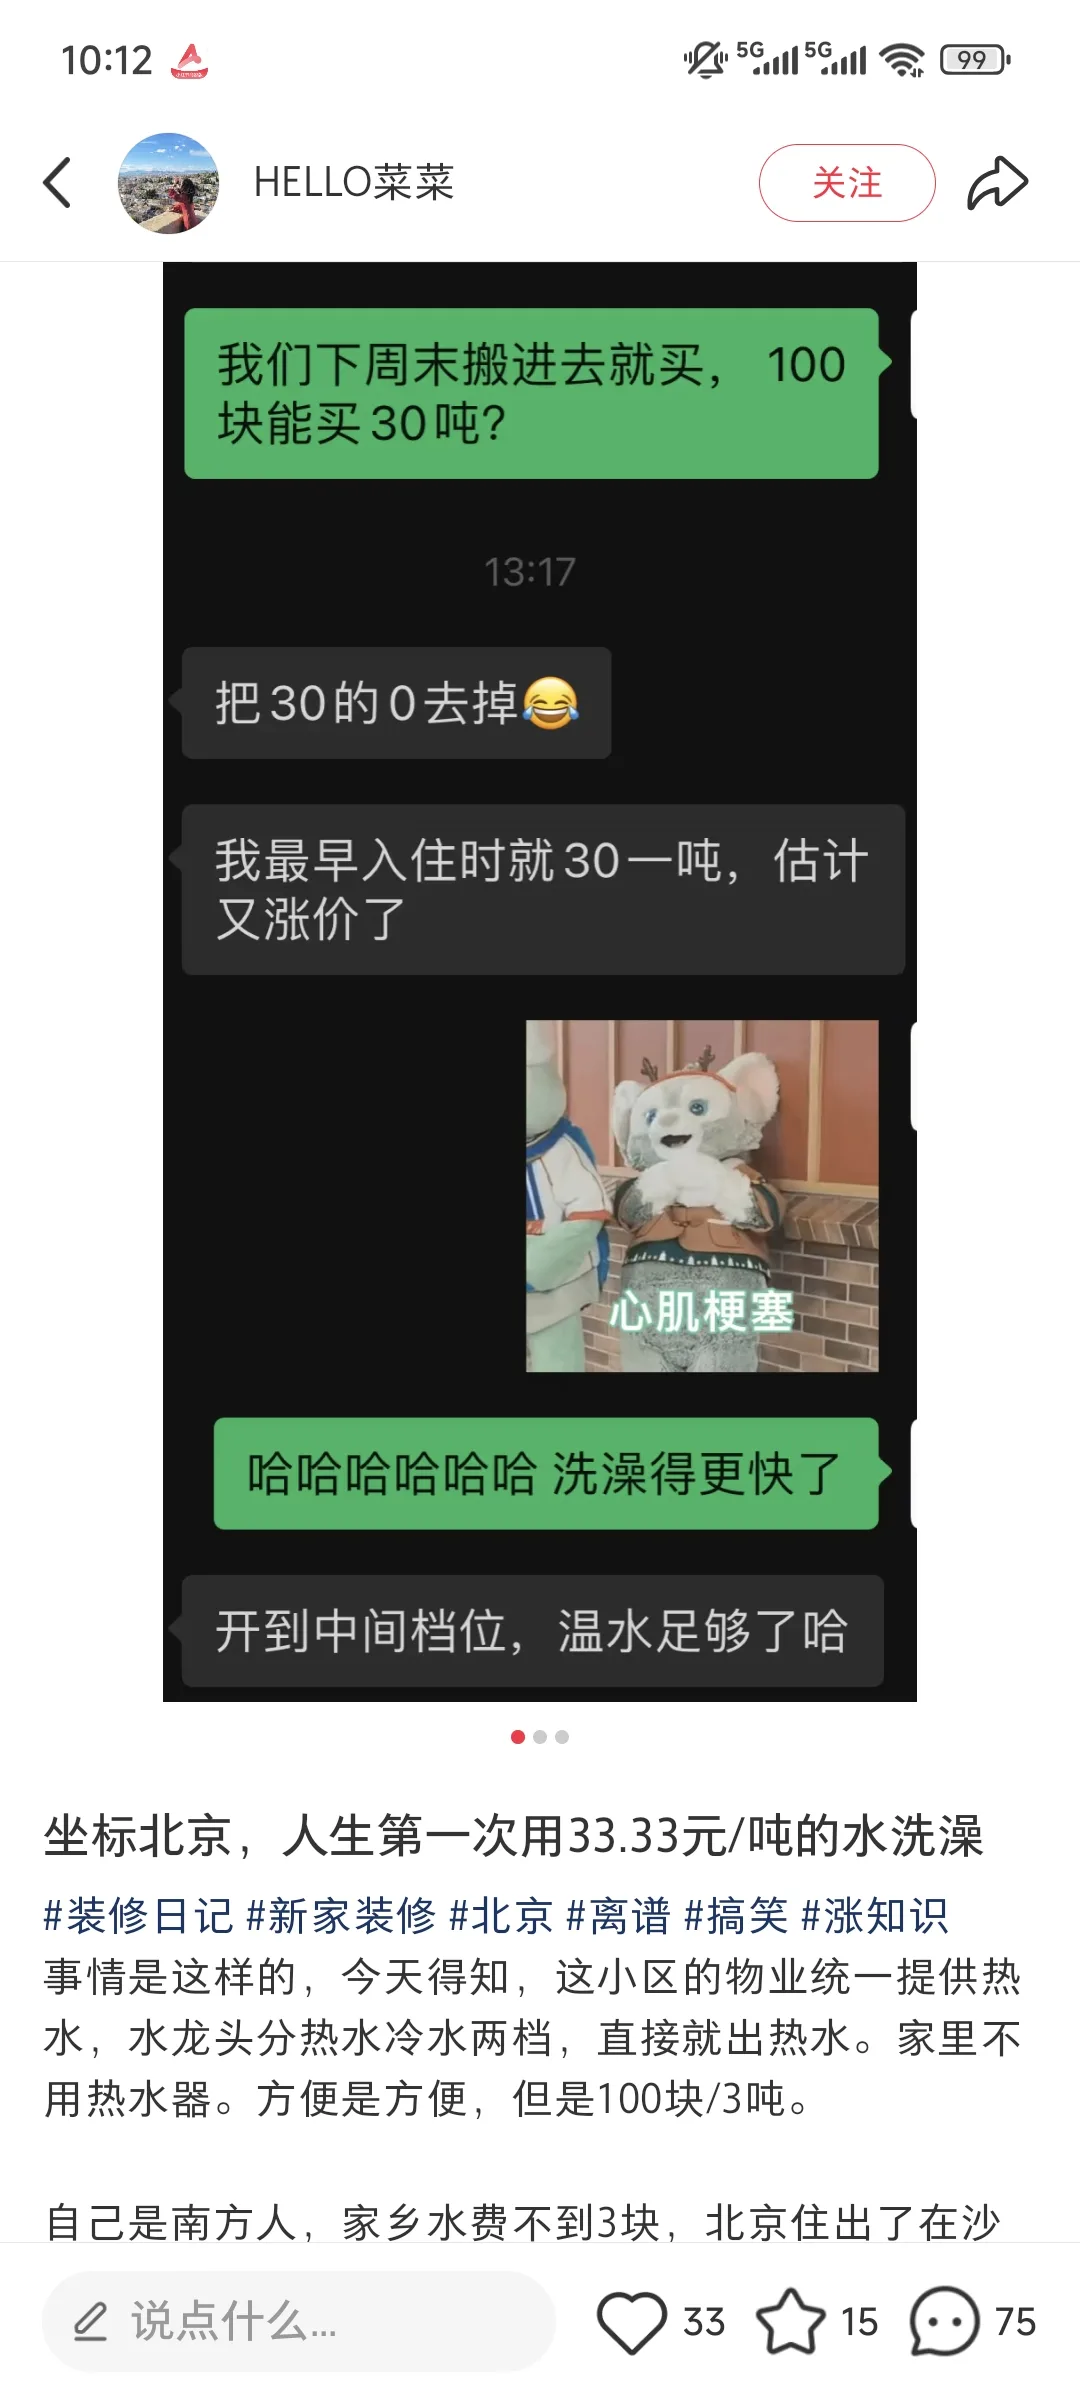 10:12
5G 5G 99
HELLO菜菜
关注
我们下周末搬进去就买， 100
块能买30吨?
13:17
把30的0去掉😂
我最早入住时就30一吨，估计
又涨价了
心肌梗塞
哈哈哈哈哈哈 洗澡得更快了
开到中间档位，温水足够了哈
坐标北京，人生第一次用33.33元/吨的水洗澡
#装修日记 #新家装修 #北京 #离谱 #搞笑 #涨知识
事情是这样的，今天得知，这小区的物业统一提供热
水，水龙头分热水冷水两档，直接就出热水。家里不
用热水器。方便是方便，但是100块/3吨。
自己是南方人，家乡水费不到3块，北京住出了在沙
说点什么...
33
15
75